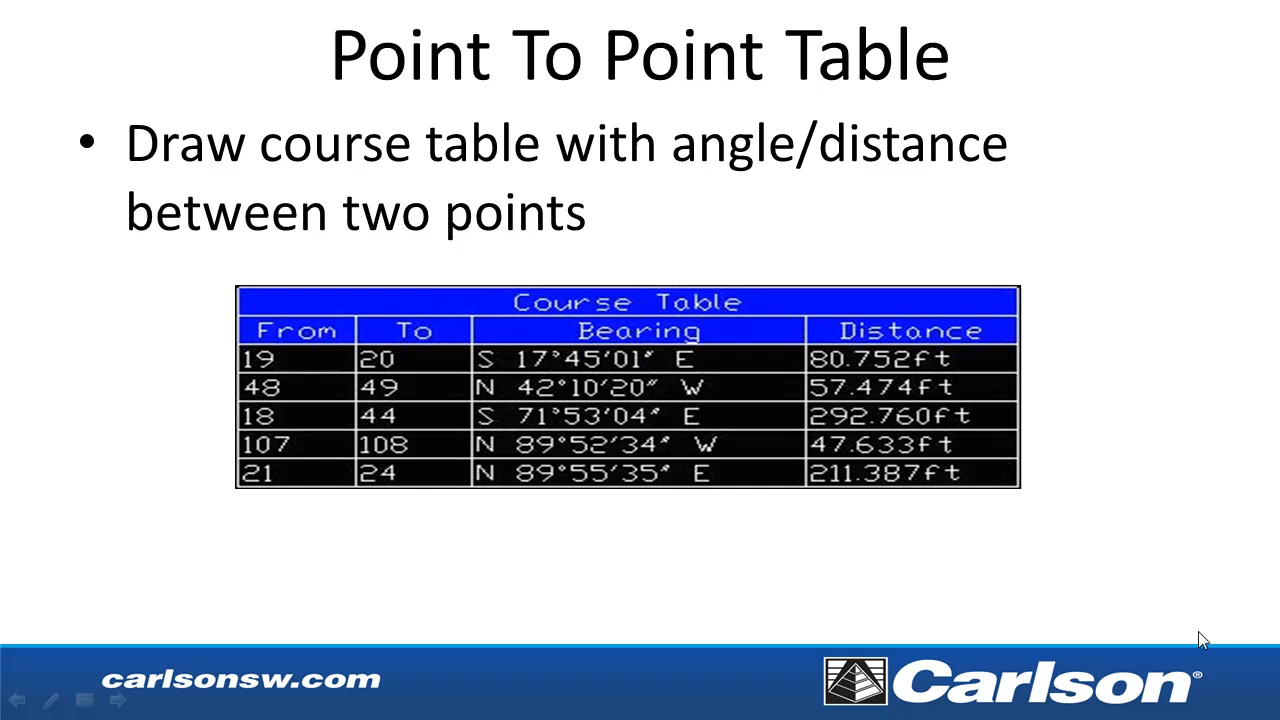 Point To Point Table
• Draw course table with angle/distance
between two points
Course Table
From To Bearing Distance
19 20 S 17°45'01" E 80.752ft
48 49 N 42°10'20" W 57.474ft
18 44 S 71°53'04" E 292.760ft
107 108 N 89°52'34" W 47.633ft
21 24 N 89°55'35" E 211.387ft
carlsonsw.com
Carlson®